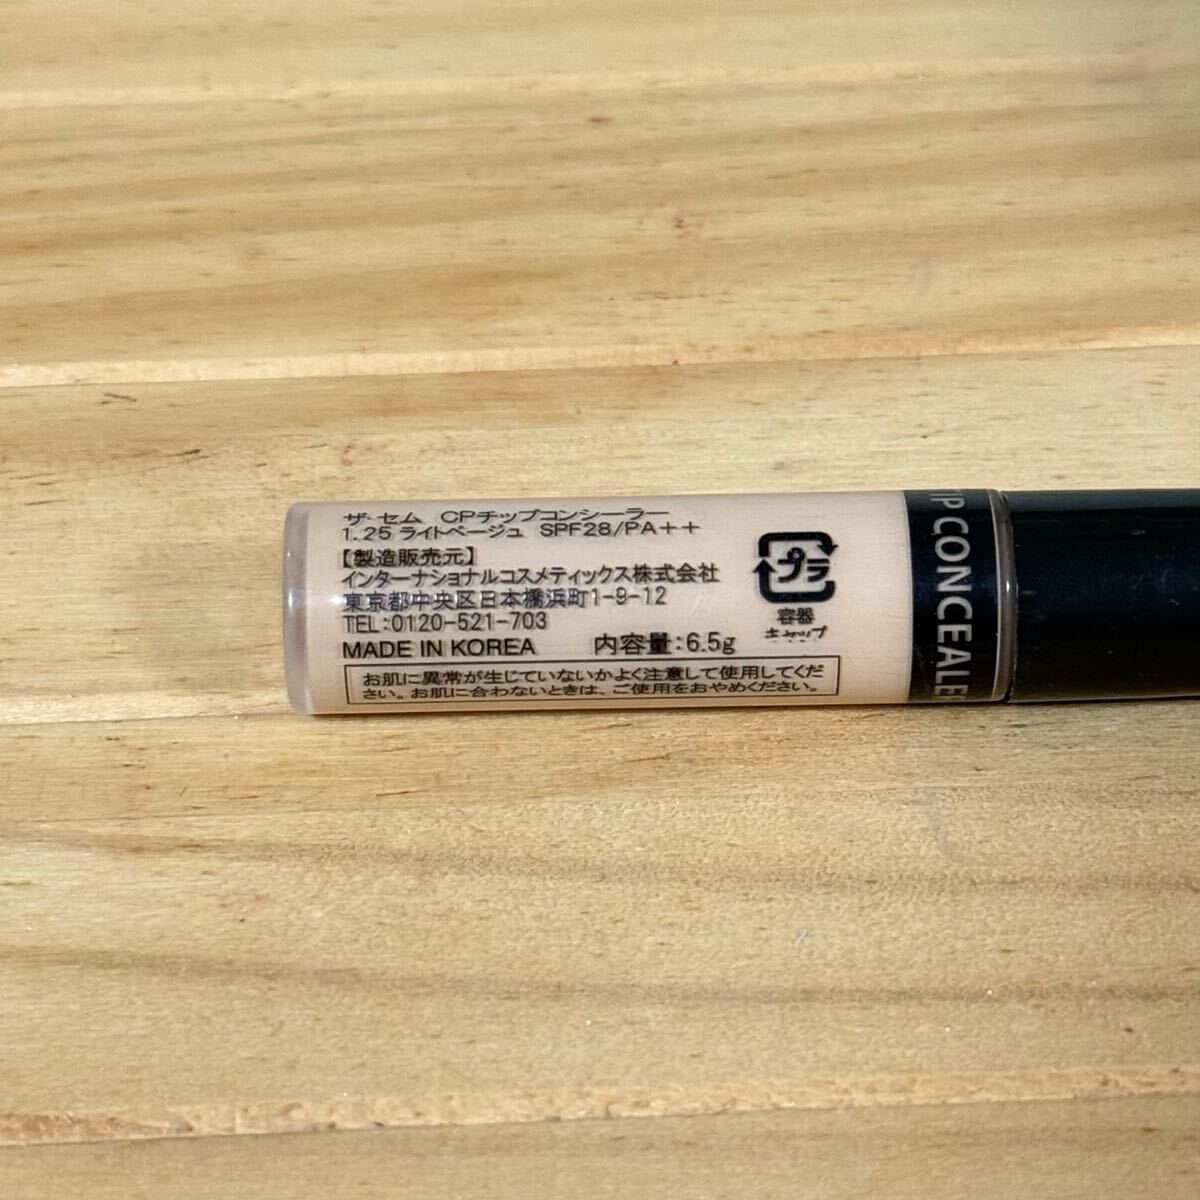 ザ・セム　CPチップコンシーラー
1.25 ライトベージュ　SPF28/PA++
【製造販売元】
インターナショナルコスメティックス株式会社
東京都中央区日本橋浜町1-9-12
TEL:0120-521-703
MADE IN KOREA　内容量:6.5g
お肌に異常が生じていないかよく注意して使用してくだ
さい。お肌に合わないときは、ご使用をおやめください。
プラ
容器
キャップ
TIP CONCEALER